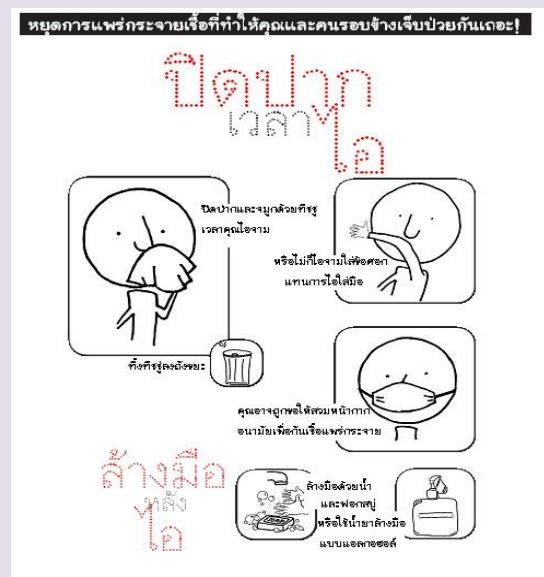 หยุดการแพร่กระจายเชื้อที่ทำให้คุณและคนรอบข้างเจ็บป่วยกันเถอะ!
ปิดปาก
เวลา
ไอ
ปิดปากและจมูกด้วยทิชชู
เวลาคุณไอจาม
หรือไม่ก็ไอจามใส่ข้อศอก
แทนการไอใส่มือ
ทิ้งทิชชู่ลงถังขยะ
คุณอาจถูกขอให้สวมหน้ากาก
อนามัยเพื่อกันเชื้อแพร่กระจาย
ล้างมือ
หลัง
ไอ
ล้างมือด้วยน้ำ
และฟอกสบู่
หรือใช้น้ำยาล้างมือ
แบบแอลกอฮอล์